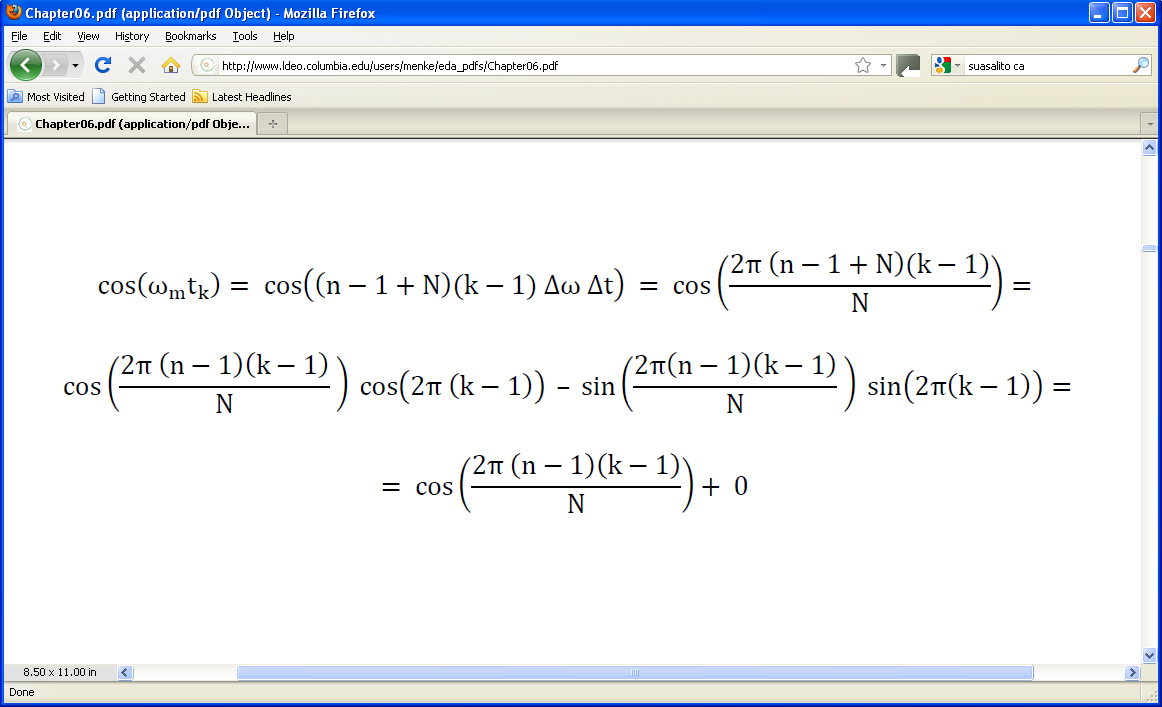 Chapter06.pdf (application/pdf Object) - Mozilla Firefox
File Edit View History Bookmarks Tools Help
http://www.ldeo.columbia.edu/users/menke/eda_pdfs/Chapter06.pdf suasalito ca
Most Visited Getting Started Latest Headlines
Chapter06.pdf (application/pdf Obje... +
cos(ωₘtₖ) = cos((n − 1 + N)(k − 1) Δω Δt) = cos(2π (n − 1 + N)(k − 1) / N) =
cos(2π (n − 1)(k − 1) / N) cos(2π (k − 1)) – sin(2π(n − 1)(k − 1) / N) sin(2π(k − 1)) =
= cos(2π (n − 1)(k − 1) / N) + 0
8.50 x 11.00 in
Done